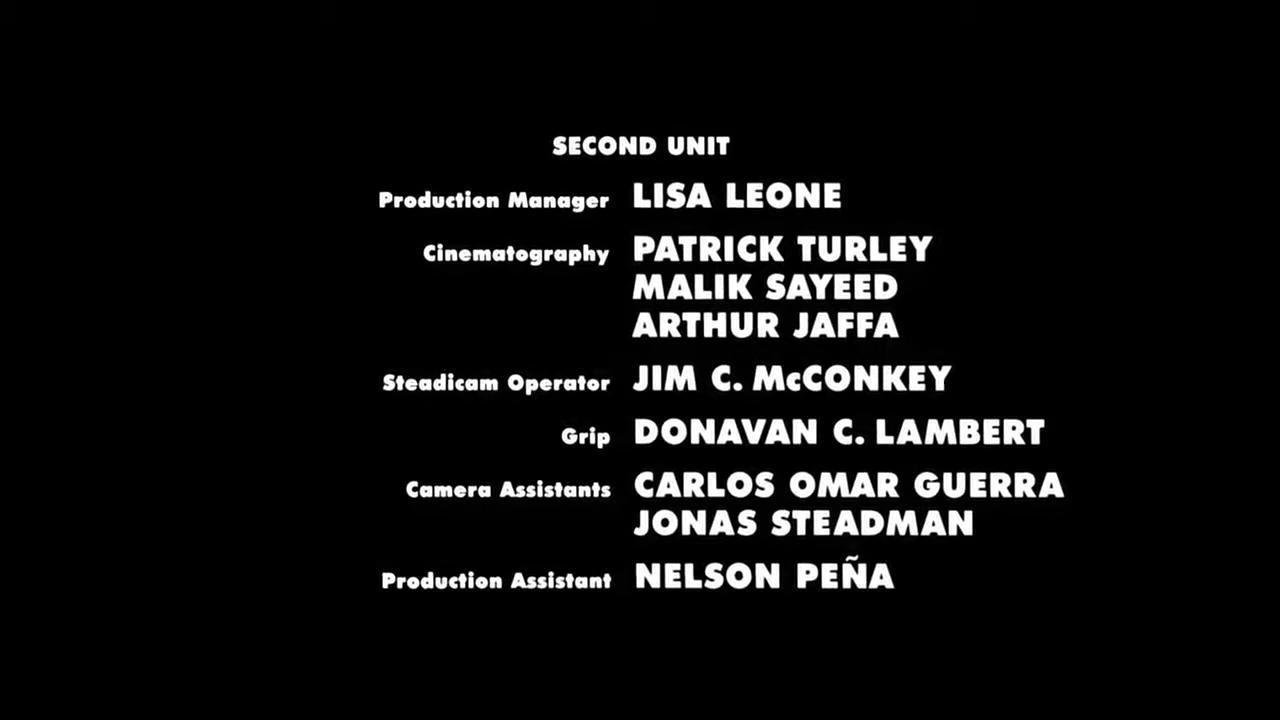 SECOND UNIT
Production Manager LISA LEONE
Cinematography PATRICK TURLEY
MALIK SAYEED
ARTHUR JAFFA
Steadicam Operator JIM C. McCONKEY
Grip DONAVAN C. LAMBERT
Camera Assistants CARLOS OMAR GUERRA
JONAS STEADMAN
Production Assistant NELSON PEÑA